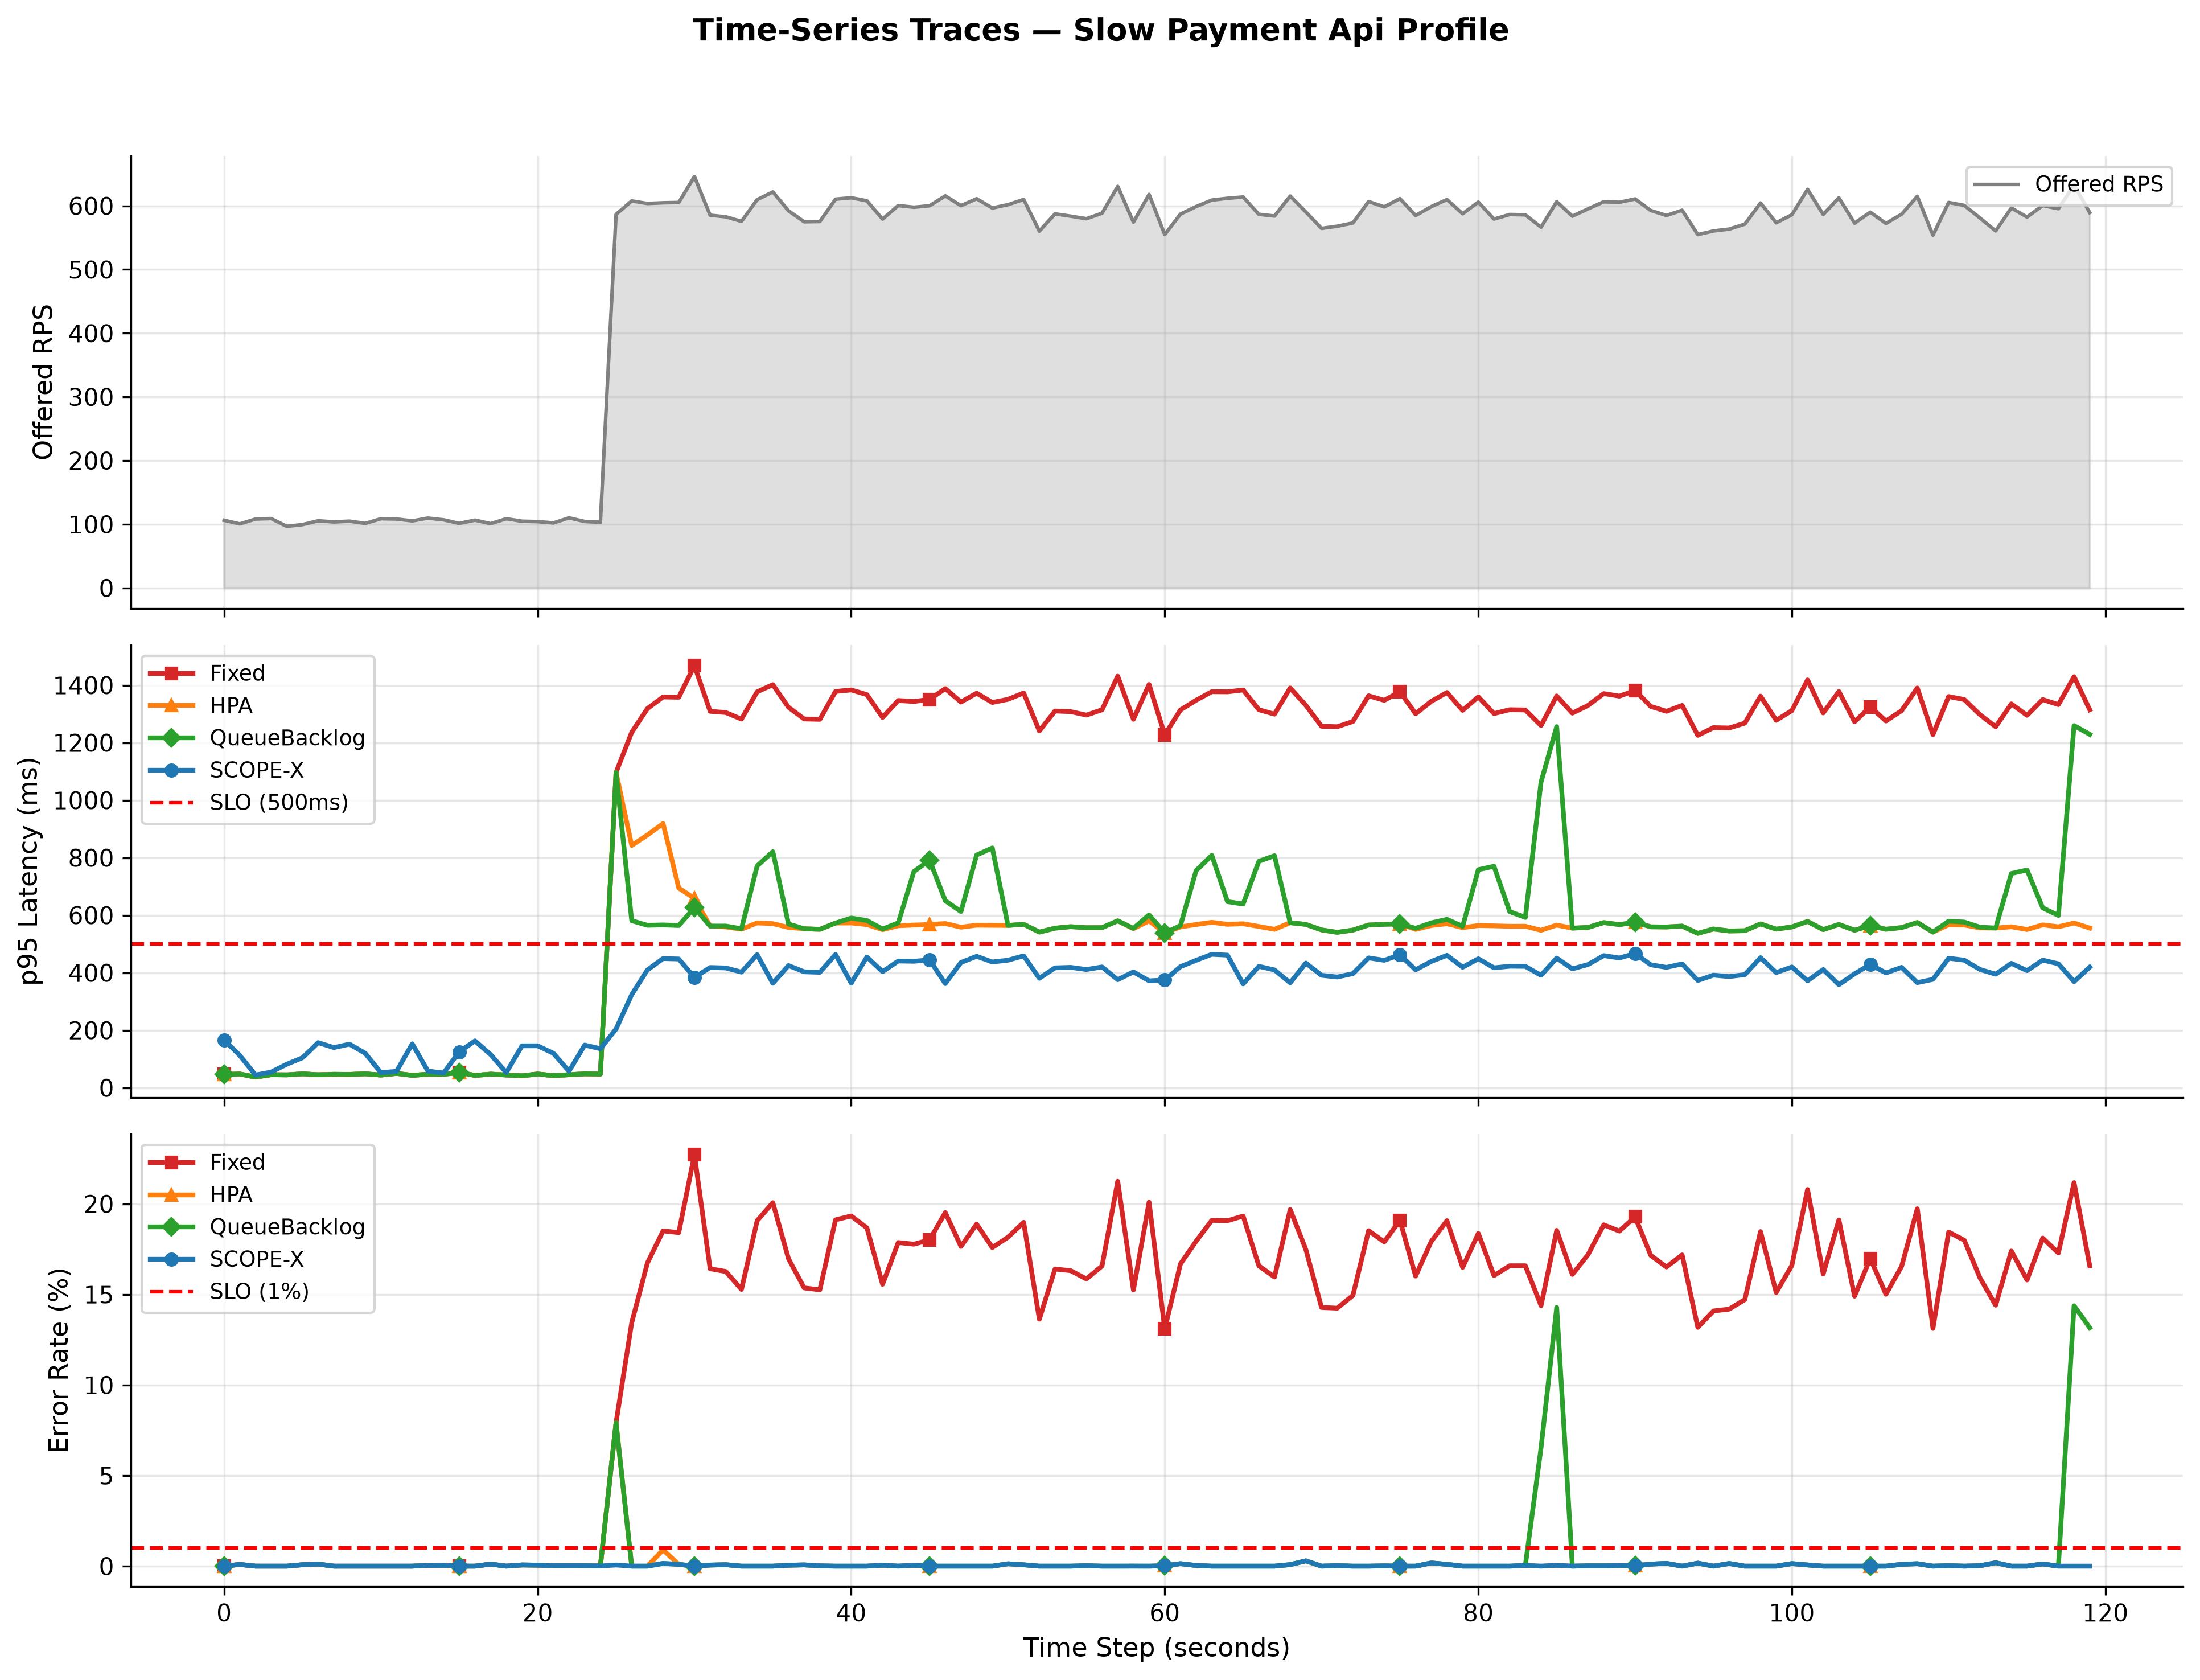 Time-Series Traces — Slow Payment Api Profile
Offered RPS
600
500
400
300
200
100
0
Offered RPS
p95 Latency (ms)
1400
1200
1000
800
600
400
200
0
Fixed
HPA
QueueBacklog
SCOPE-X
SLO (500ms)
Error Rate (%)
20
15
10
5
0
Fixed
HPA
QueueBacklog
SCOPE-X
SLO (1%)
0 20 40 60 80 100 120
Time Step (seconds)